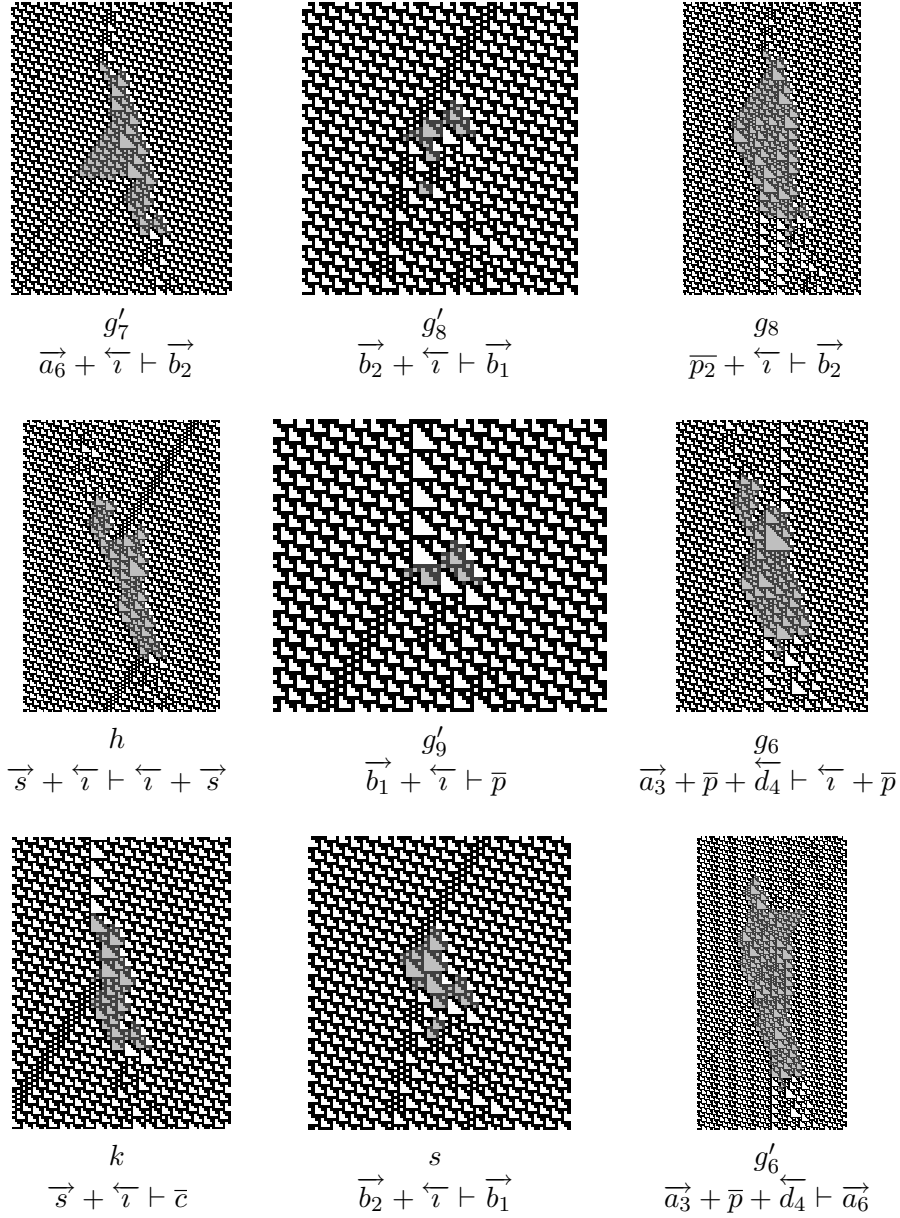 g′₇
a₆→ + ı← ⊢ b₂→
g′₈
b₂→ + ı← ⊢ b₁→
g₈
p₂‾ + ı← ⊢ b₂→
h
s→ + ı← ⊢ ı← + s→
g′₉
b₁→ + ı← ⊢ p‾
g₆
a₃→ + p‾ + d₄← ⊢ ı← + p‾
k
s→ + ı← ⊢ c‾
s
b₂→ + ı← ⊢ b₁→
g′₆
a₃→ + p‾ + d₄← ⊢ a₆→